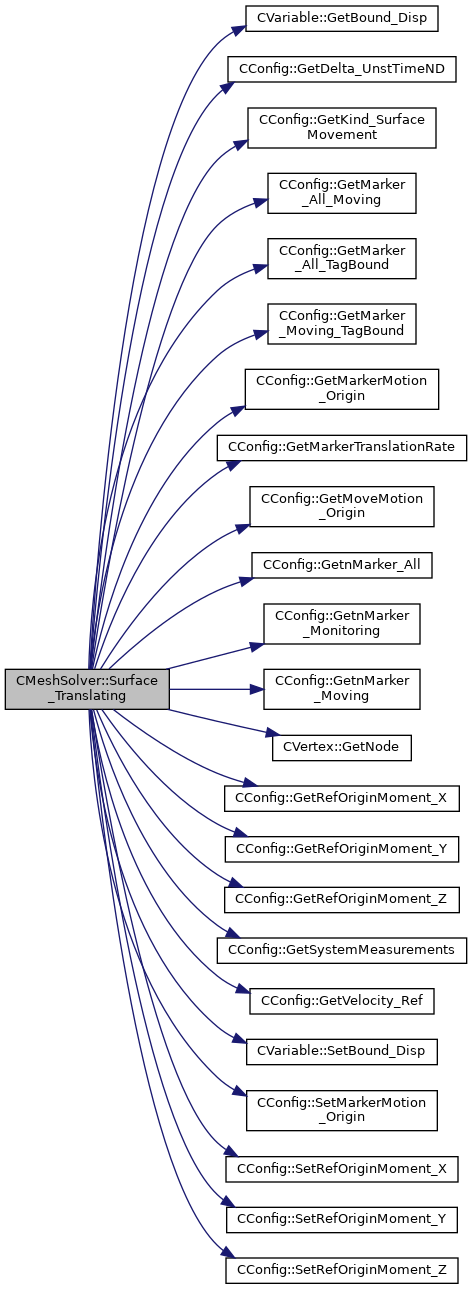 CVariable::GetBound_Disp
CConfig::GetDelta_UnstTimeND
CConfig::GetKind_Surface
Movement
CConfig::GetMarker
_All_Moving
CConfig::GetMarker
_All_TagBound
CConfig::GetMarker
_Moving_TagBound
CConfig::GetMarkerMotion
_Origin
CConfig::GetMarkerTranslationRate
CConfig::GetMoveMotion
_Origin
CConfig::GetnMarker_All
CConfig::GetnMarker
_Monitoring
CMeshSolver::Surface
_Translating
CConfig::GetnMarker
_Moving
CVertex::GetNode
CConfig::GetRefOriginMoment_X
CConfig::GetRefOriginMoment_Y
CConfig::GetRefOriginMoment_Z
CConfig::GetSystemMeasurements
CConfig::GetVelocity_Ref
CVariable::SetBound_Disp
CConfig::SetMarkerMotion
_Origin
CConfig::SetRefOriginMoment_X
CConfig::SetRefOriginMoment_Y
CConfig::SetRefOriginMoment_Z